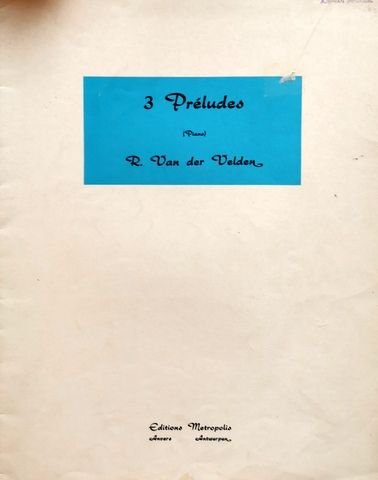 3 Préludes
(Piano)
R. Van der Velden
Editions Metropolis
Anvers Antwerpen